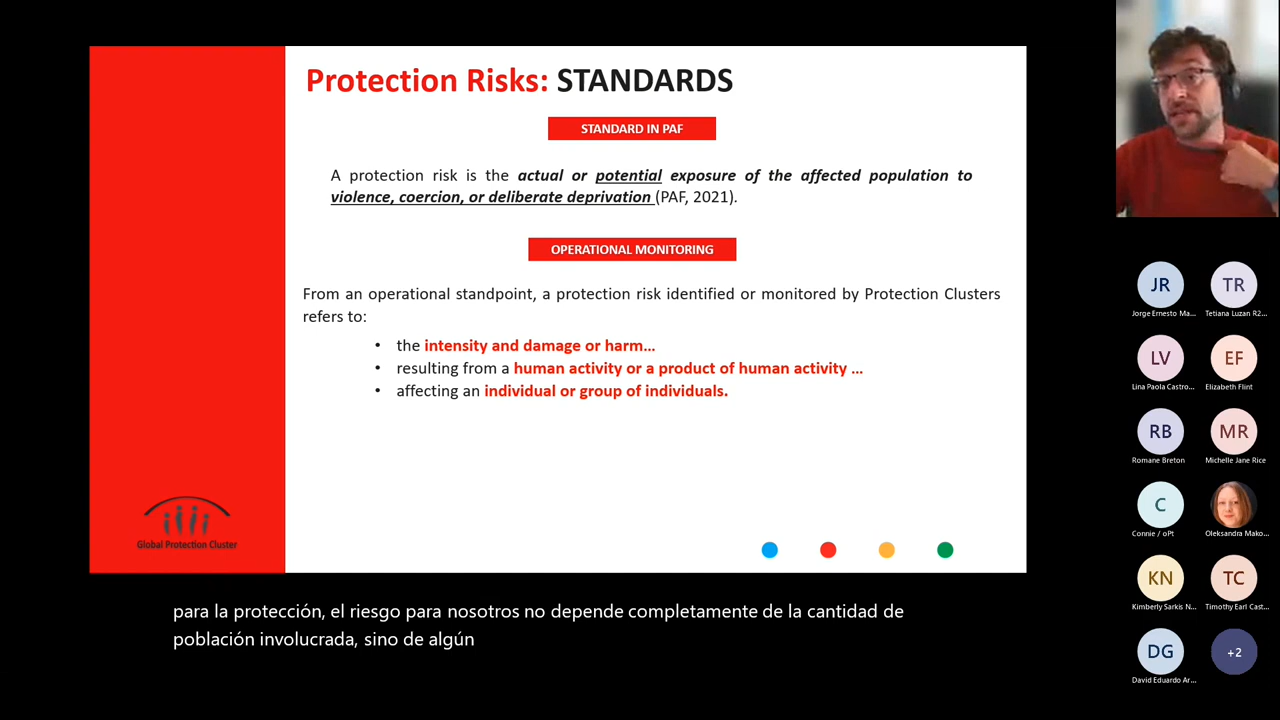 Protection Risks: STANDARDS
STANDARD IN PAF
A protection risk is the actual or potential exposure of the affected population to
violence, coercion, or deliberate deprivation (PAF, 2021).
OPERATIONAL MONITORING
From an operational standpoint, a protection risk identified or monitored by Protection Clusters
refers to:
• the intensity and damage or harm...
• resulting from a human activity or a product of human activity ...
• affecting an individual or group of individuals.
Global Protection Cluster
para la protección, el riesgo para nosotros no depende completamente de la cantidad de
población involucrada, sino de algún
JR TR
Jorge Ernesto Ma... Tetiana Luzan R2...
LV EF
Lina Paola Castro... Elizabeth Flint
RB MR
Romane Breton Michelle Jane Rice
C
Connie / oPt Oleksandra Mako...
KN TC
Kimberly Sarkis N... Timothy Earl Cast...
DG +2
David Eduardo Ar...